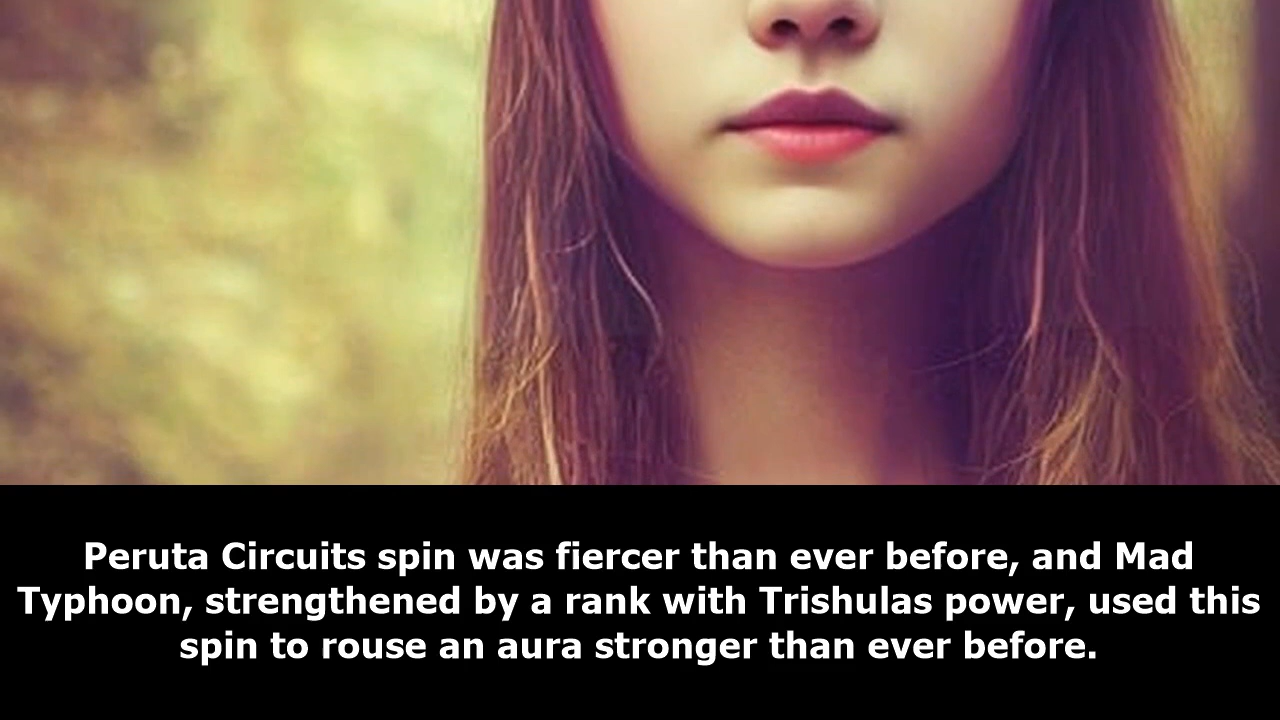 Peruta Circuits spin was fiercer than ever before, and Mad
Typhoon, strengthened by a rank with Trishulas power, used this
spin to rouse an aura stronger than ever before.